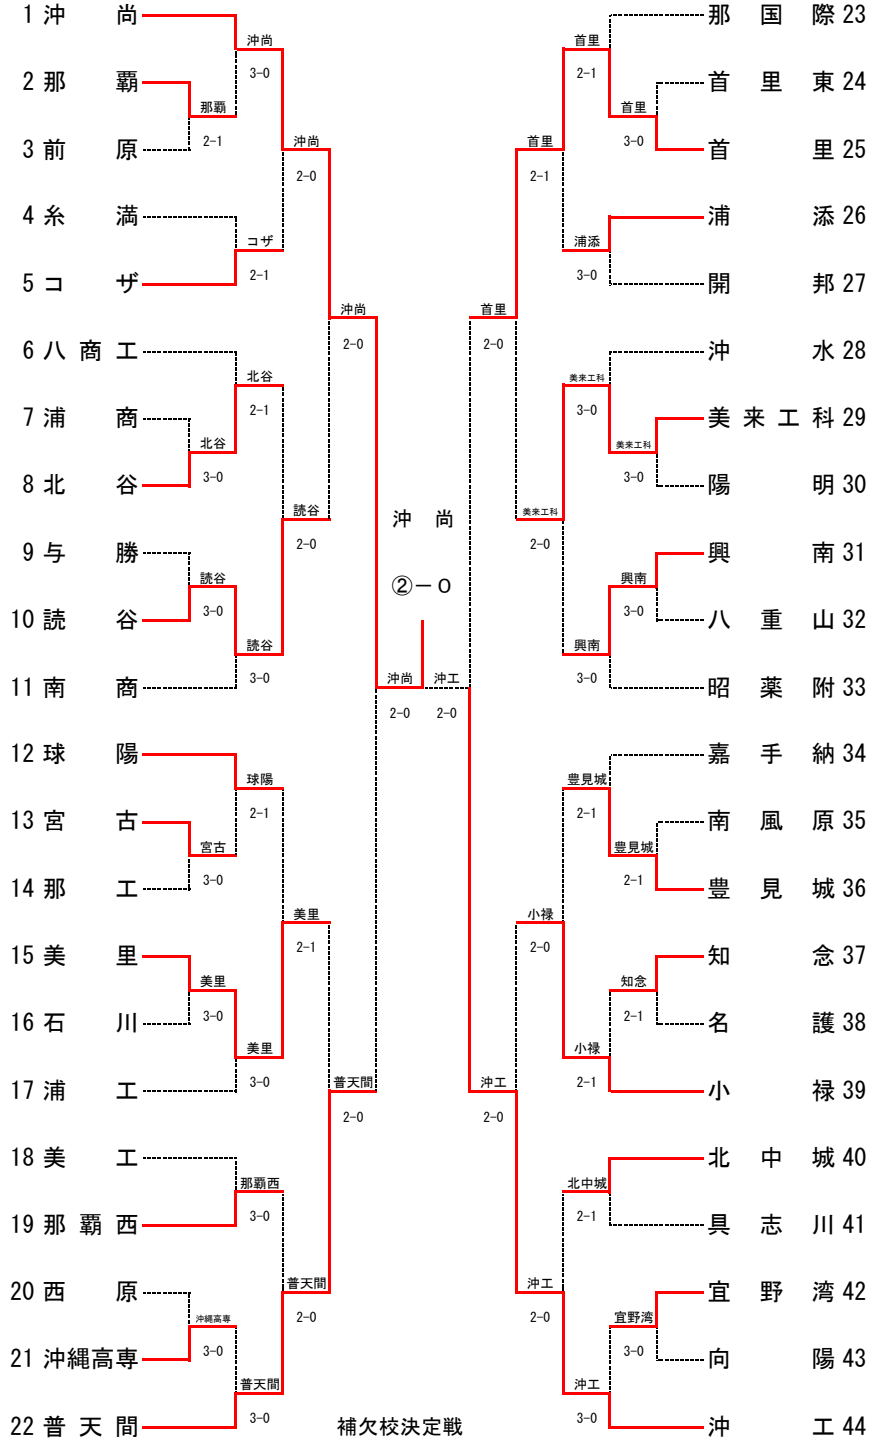 1 沖尚
那国際 23
沖尚
首里
3-0
2-1
2 那覇
首里東 24
那覇
首里
2-1
3-0
3 前原
沖尚
首里
首里 25
2-0
2-1
4 糸満
浦添 26
コザ
浦添
2-1
3-0
5 コザ
開邦 27
沖尚
首里
2-0
2-0
6 八商工
沖水 28
北谷
美来工科
2-1
3-0
7 浦商
美来工科 29
北谷
美来工科
3-0
3-0
8 北谷
陽明 30
読谷
沖尚
美来工科
2-0
2-0
9 与勝
興南 31
読谷
②－0
興南
3-0
3-0
10 読谷
八重山 32
読谷
興南
3-0
3-0
11 南商
沖尚
沖工
昭薬附 33
2-0
2-0
12 球陽
嘉手納 34
球陽
豊見城
2-1
2-1
13 宮古
南風原 35
宮古
豊見城
3-0
2-1
14 那工
豊見城 36
美里
小禄
2-1
2-0
15 美里
知念 37
美里
知念
3-0
2-1
16 石川
名護 38
美里
小禄
3-0
2-1
17 浦工
普天間
沖工
小禄 39
2-0
2-0
18 美工
北中城 40
那覇西
北中城
3-0
2-1
19 那覇西
具志川 41
20 西原
普天間
沖工
宜野湾 42
2-0
2-0
沖縄高専
宜野湾
3-0
3-0
21 沖縄高専
向陽 43
普天間
沖工
3-0
3-0
22 普天間
補欠校決定戦
沖工 44